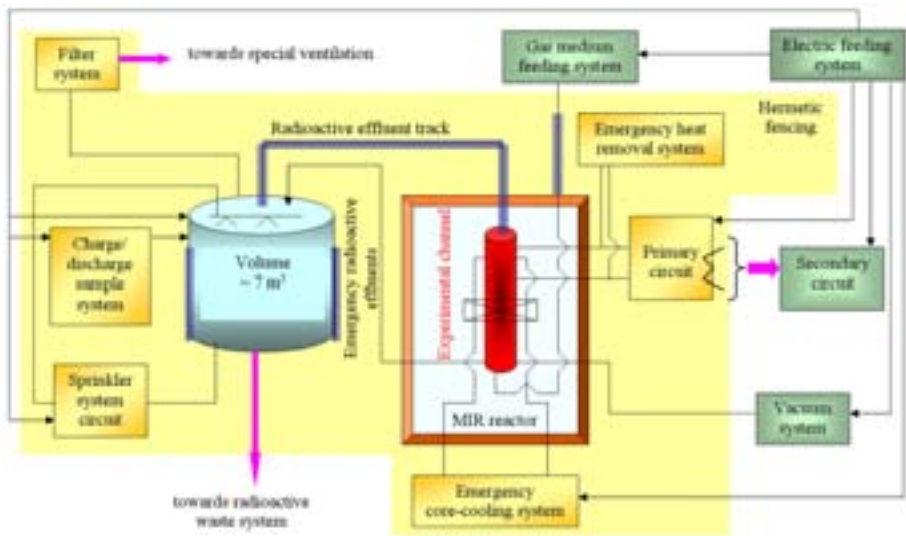 Filter
system
towards special ventilation
Gas medium
feeding system
Electric feeding
system
Hermetic
fencing
Radioactive effluent track
Emergency heat
removal system
Charge/
discharge
sample
system
Volume
~ 7 m³
Emergency radioactive
effluents
Experimental channel
Primary
circuit
Secondary
circuit
Sprinkler
system
circuit
MIR reactor
Vacuum
system
Emergency
core-cooling system
towards radioactive
waste system